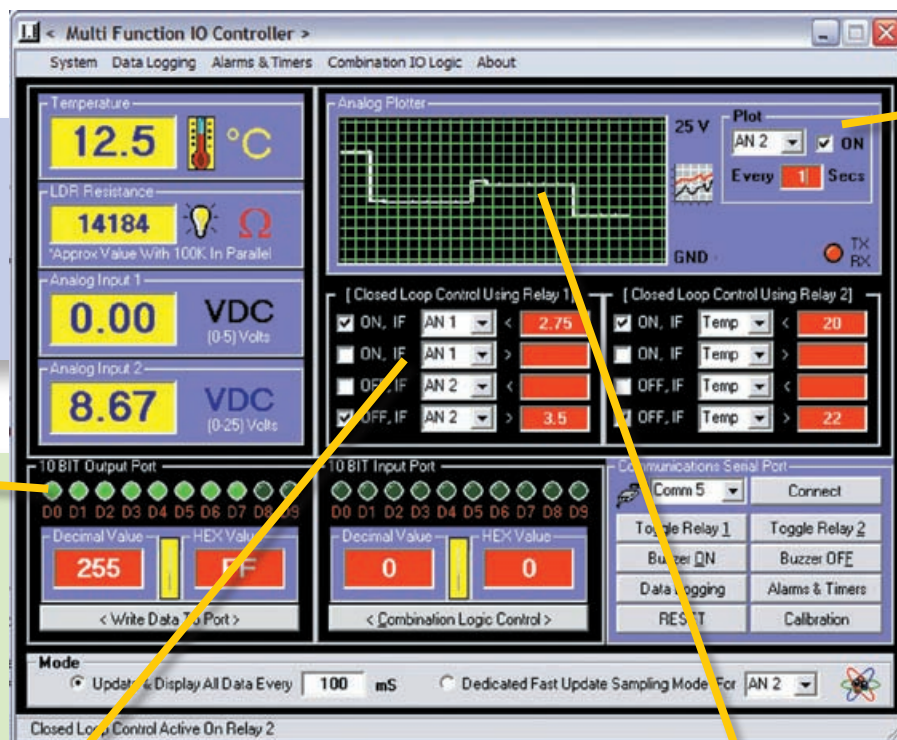 < Multi Function IO Controller >
System Data Logging Alarms & Timers Combination IO Logic About
Temperature
12.5 °C
LDR Resistance
14184 Ω
*Approx Value With 100K In Parallel
Analog Input 1
0.00 VDC
(0-5) Volts
Analog Input 2
8.67 VDC
(0-25) Volts
Analog Plotter
25 V
GND
Plot
AN 2 ON
Every 1 Secs
TX
RX
[ Closed Loop Control Using Relay 1]
ON, IF AN 1 < 2.75
ON, IF AN 1 >
OFF, IF AN 2 <
OFF, IF AN 2 > 3.5
[ Closed Loop Control Using Relay 2]
ON, IF Temp < 20
ON, IF Temp >
OFF, IF Temp <
OFF, IF Temp > 22
10 BIT Output Port
D0 D1 D2 D3 D4 D5 D6 D7 D8 D9
Decimal Value HEX Value
255 FF
< Write Data To Port >
10 BIT Input Port
D0 D1 D2 D3 D4 D5 D6 D7 D8 D9
Decimal Value HEX Value
0 0
< Combination Logic Control >
Communications Serial Port
Comm 5 Connect
Toggle Relay 1 Toggle Relay 2
Buzzer ON Buzzer OFF
Data Logging Alarms & Timers
RESET Calibration
Mode
Update & Display All Data Every 100 mS Dedicated Fast Update Sampling Mode For AN 2
Closed Loop Control Active On Relay 2